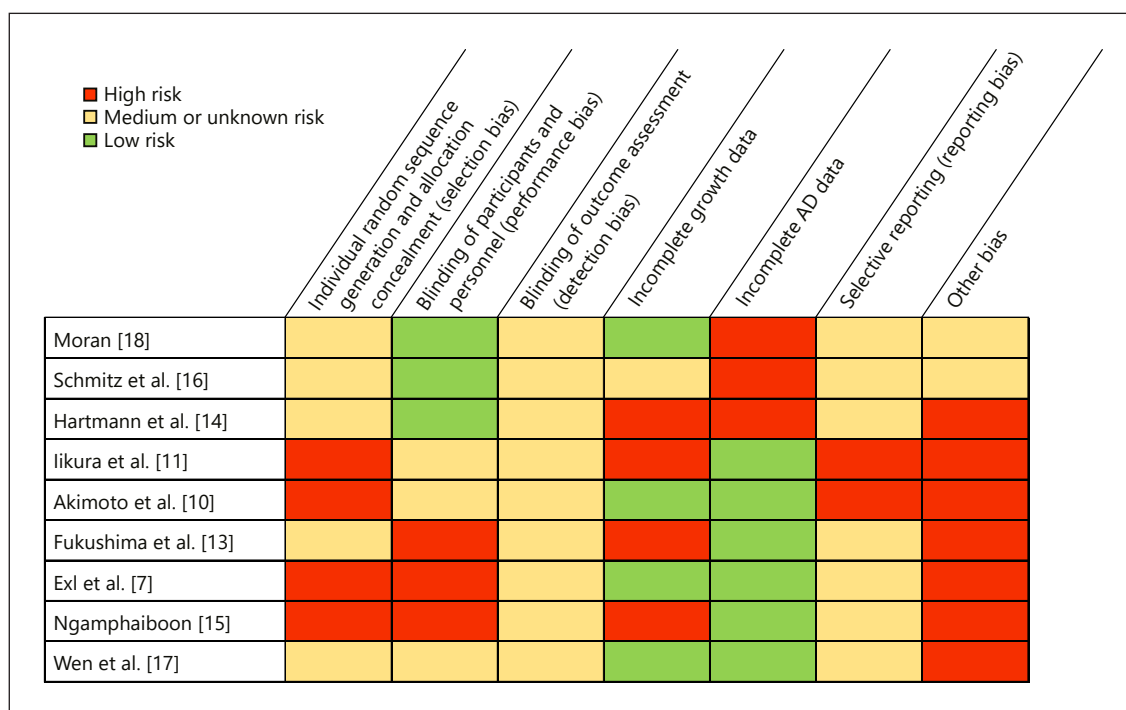 High risk
Medium or unknown risk
Low risk
Individual random sequence
generation and allocation
concealment (selection bias)
Blinding of participants and
personnel (performance bias)
Blinding of outcome assessment
(detection bias)
Incomplete growth data
Incomplete AD data
Selective reporting (reporting bias)
Other bias
Moran [18]
Schmitz et al. [16]
Hartmann et al. [14]
Iikura et al. [11]
Akimoto et al. [10]
Fukushima et al. [13]
Exl et al. [7]
Ngamphaiboon [15]
Wen et al. [17]